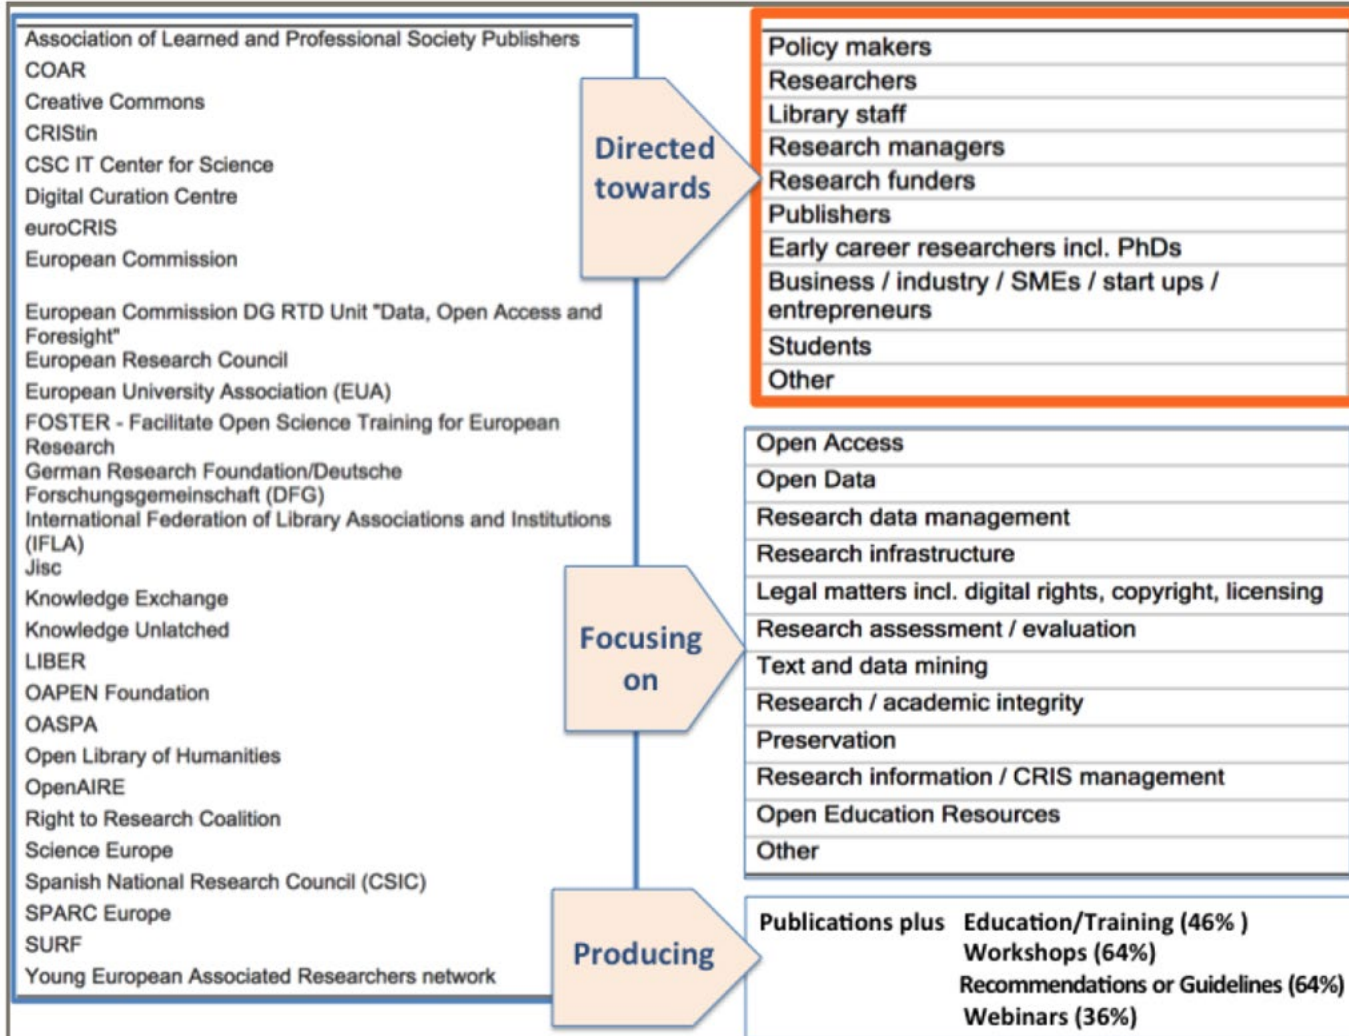 Association of Learned and Professional Society Publishers
COAR
Creative Commons
CRIStin
CSC IT Center for Science
Digital Curation Centre
euroCRIS
European Commission
European Commission DG RTD Unit "Data, Open Access and
Foresight"
European Research Council
European University Association (EUA)
FOSTER - Facilitate Open Science Training for European
Research
German Research Foundation/Deutsche
Forschungsgemeinschaft (DFG)
International Federation of Library Associations and Institutions
(IFLA)
Jisc
Knowledge Exchange
Knowledge Unlatched
LIBER
OAPEN Foundation
OASPA
Open Library of Humanities
OpenAIRE
Right to Research Coalition
Science Europe
Spanish National Research Council (CSIC)
SPARC Europe
SURF
Young European Associated Researchers network
Directed
towards
Policy makers
Researchers
Library staff
Research managers
Research funders
Publishers
Early career researchers incl. PhDs
Business / industry / SMEs / start ups /
entrepreneurs
Students
Other
Focusing
on
Open Access
Open Data
Research data management
Research infrastructure
Legal matters incl. digital rights, copyright, licensing
Research assessment / evaluation
Text and data mining
Research / academic integrity
Preservation
Research information / CRIS management
Open Education Resources
Other
Producing
Publications plus Education/Training (46% )
Workshops (64%)
Recommendations or Guidelines (64%)
Webinars (36%)